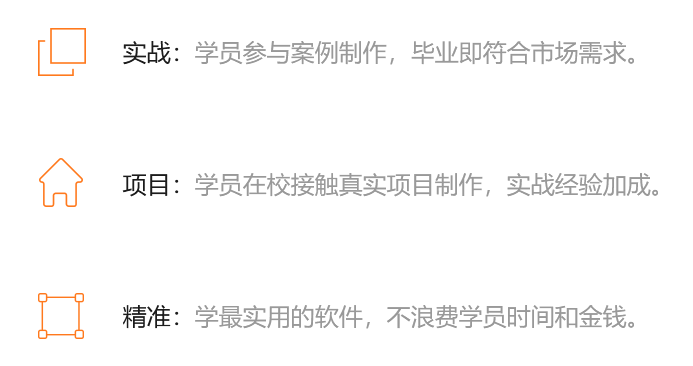 实战：学员参与案例制作，毕业即符合市场需求。
项目：学员在校接触真实项目制作，实战经验加成。
精准：学最实用的软件，不浪费学员时间和金钱。